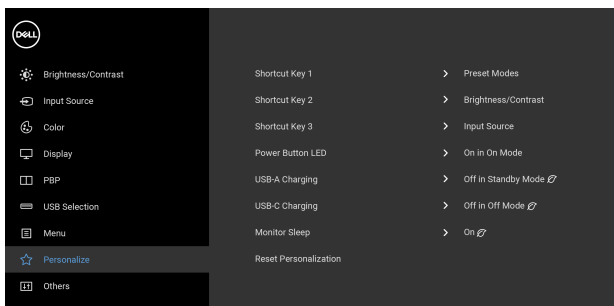 DELL
Brightness/Contrast
Input Source
Color
Display
PBP
USB Selection
Menu
Personalize
Others
Shortcut Key 1 > Preset Modes
Shortcut Key 2 > Brightness/Contrast
Shortcut Key 3 > Input Source
Power Button LED > On in On Mode
USB-A Charging > Off in Standby Mode
USB-C Charging > Off in Off Mode
Monitor Sleep > On
Reset Personalization